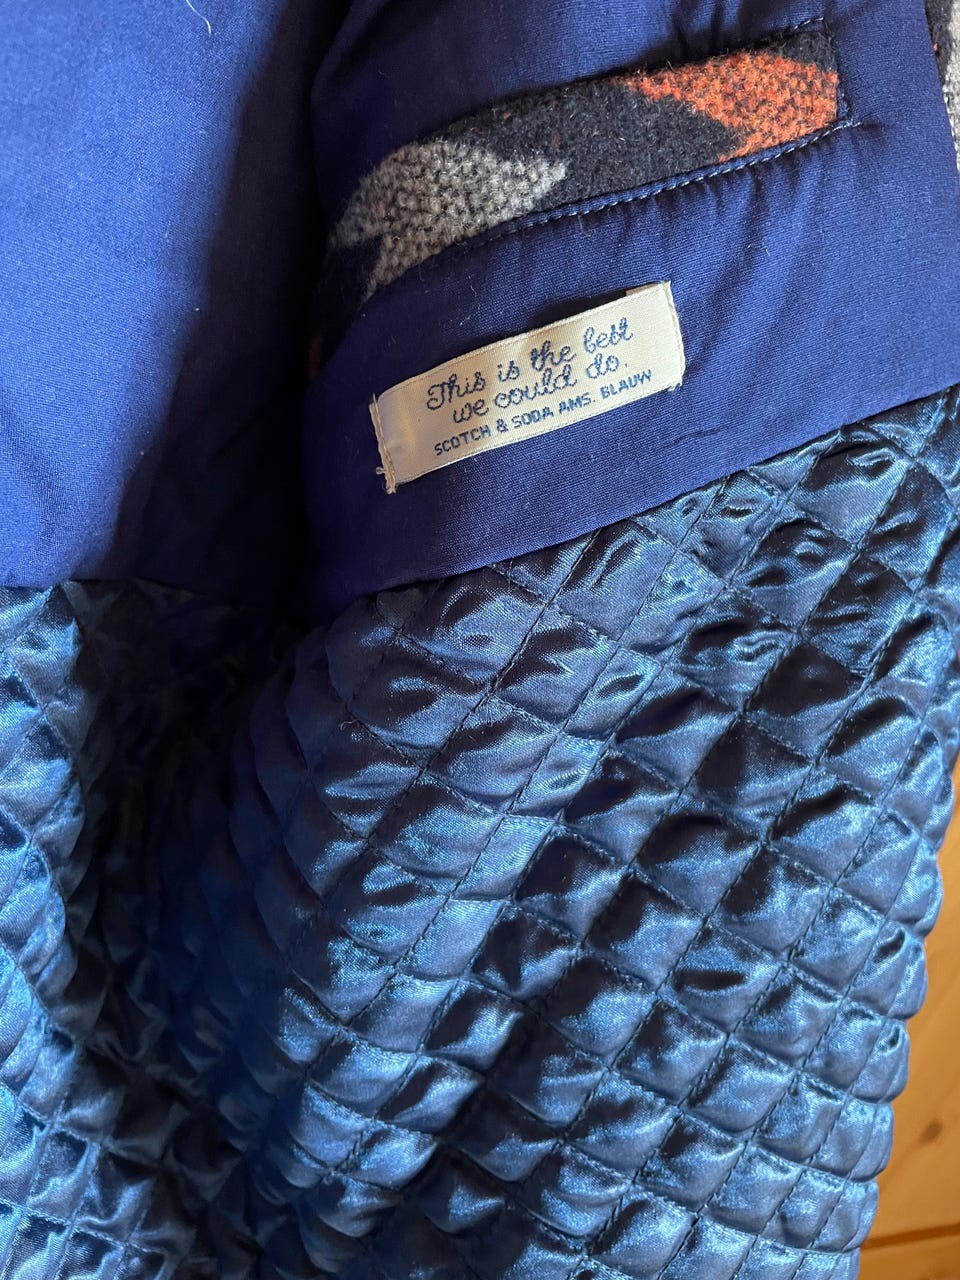 This is the best
we could do.
SCOTCH & SODA AMS. BLAUW